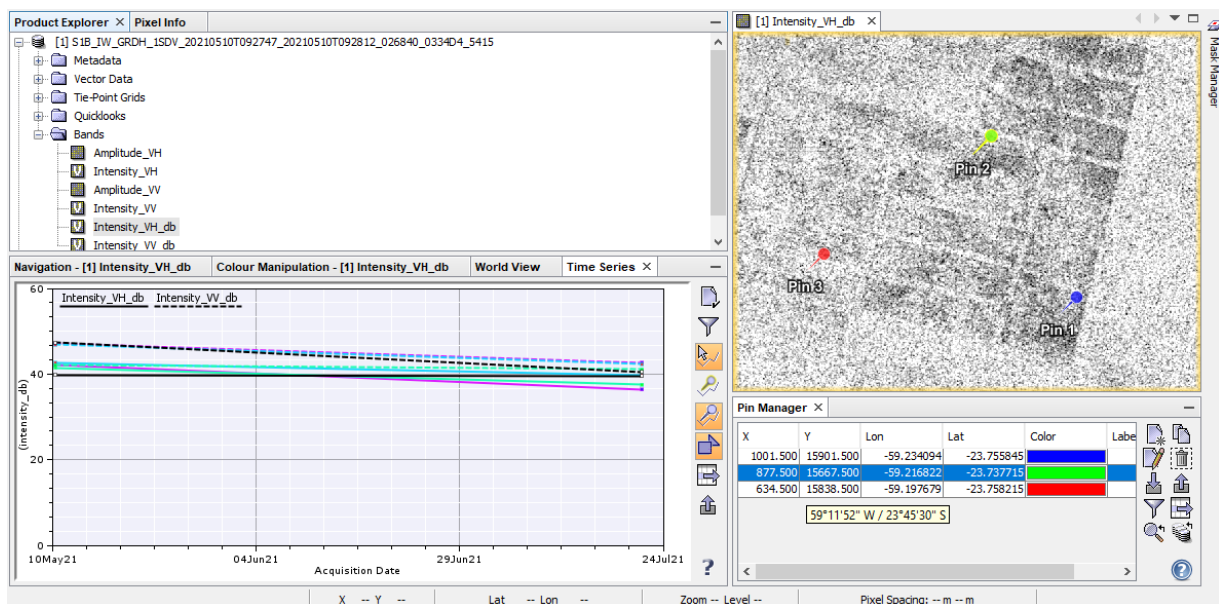 Product Explorer × Pixel Info
[1] S1B_IW_GRDH_1SDV_20210510T092747_20210510T092812_026840_0334D4_5415
Metadata
Vector Data
Tie-Point Grids
Quicklooks
Bands
Amplitude_VH
Intensity_VH
Amplitude_VV
Intensity_VV
Intensity_VH_db
Intensity_VV_db
[1] Intensity_VH_db ×
Mask Manager
Pin 2
Pin 3
Pin 1
Navigation - [1] Intensity_VH_db Colour Manipulation - [1] Intensity_VH_db World View Time Series ×
Intensity_VH_db Intensity_VV_db
(intensity_db)
60
40
20
0
10May21 04Jun21 29Jun21 24Jul21
Acquisition Date
Pin Manager ×
X Y Lon Lat Color Labe
1001.500 15901.500 -59.234094 -23.755845
877.500 15667.500 -59.216822 -23.737715
634.500 15838.500 -59.197679 -23.758215
59°11'52" W / 23°45'30" S
X -- Y -- Lat -- Lon -- Zoom -- Level -- Pixel Spacing: -- m -- m